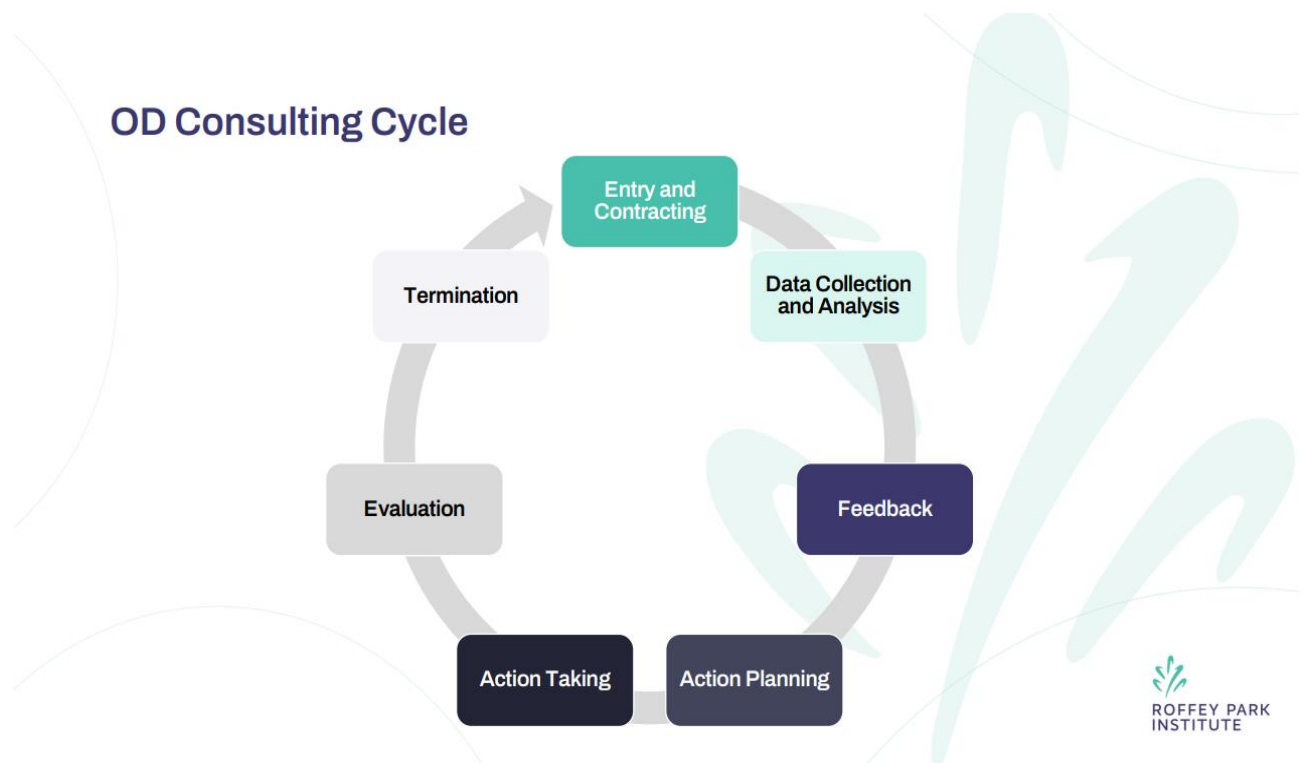 OD Consulting Cycle
Entry and
Contracting
Data Collection
and Analysis
Feedback
Action Planning
Action Taking
Evaluation
Termination
ROFFEY PARK
INSTITUTE